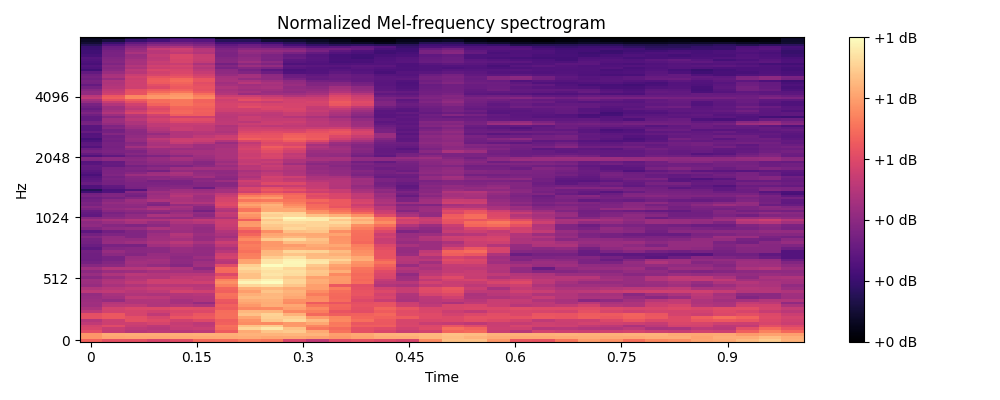 Normalized Mel-frequency spectrogram
Hz
4096
2048
1024
512
0
0 0.15 0.3 0.45 0.6 0.75 0.9
Time
+1 dB
+1 dB
+1 dB
+0 dB
+0 dB
+0 dB